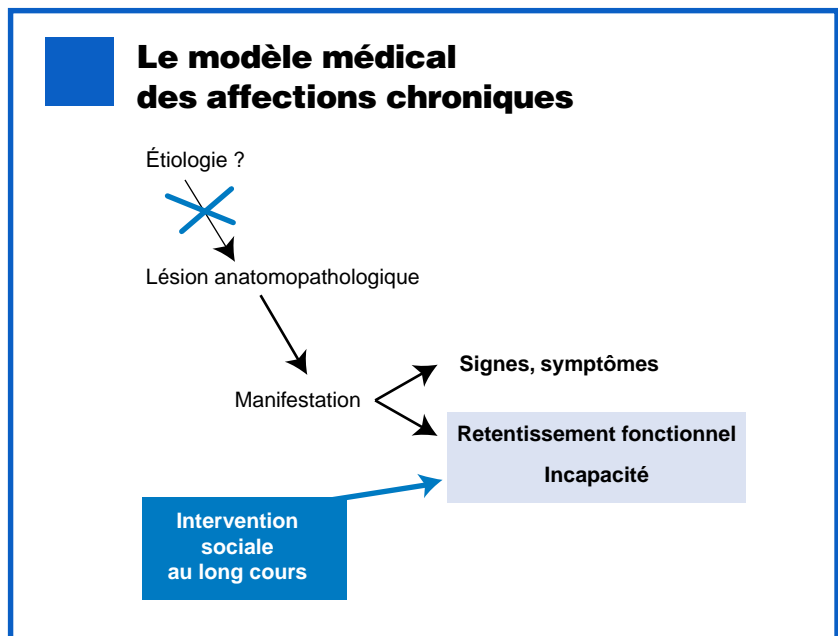 Le modèle médical
des affections chroniques
Étiologie ?
Lésion anatomopathologique
Signes, symptômes
Manifestation
Retentissement fonctionnel
Incapacité
Intervention
sociale
au long cours